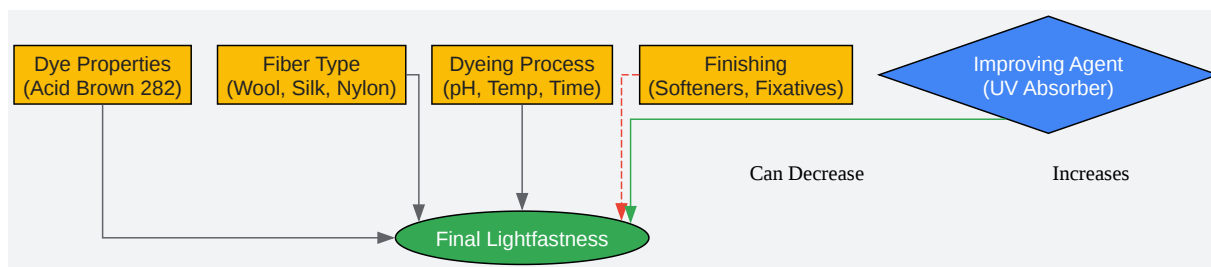 Dye Properties
(Acid Brown 282)
Fiber Type
(Wool, Silk, Nylon)
Dyeing Process
(pH, Temp, Time)
Finishing
(Softeners, Fixatives)
Improving Agent
(UV Absorber)
Can Decrease
Increases
Final Lightfastness